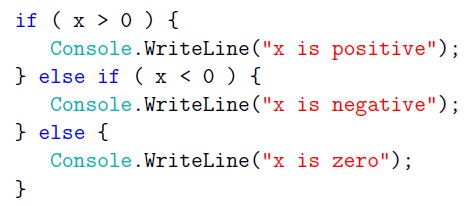 if ( x > 0 ) {
   Console.WriteLine("x is positive");
} else if ( x < 0 ) {
   Console.WriteLine("x is negative");
} else {
   Console.WriteLine("x is zero");
}